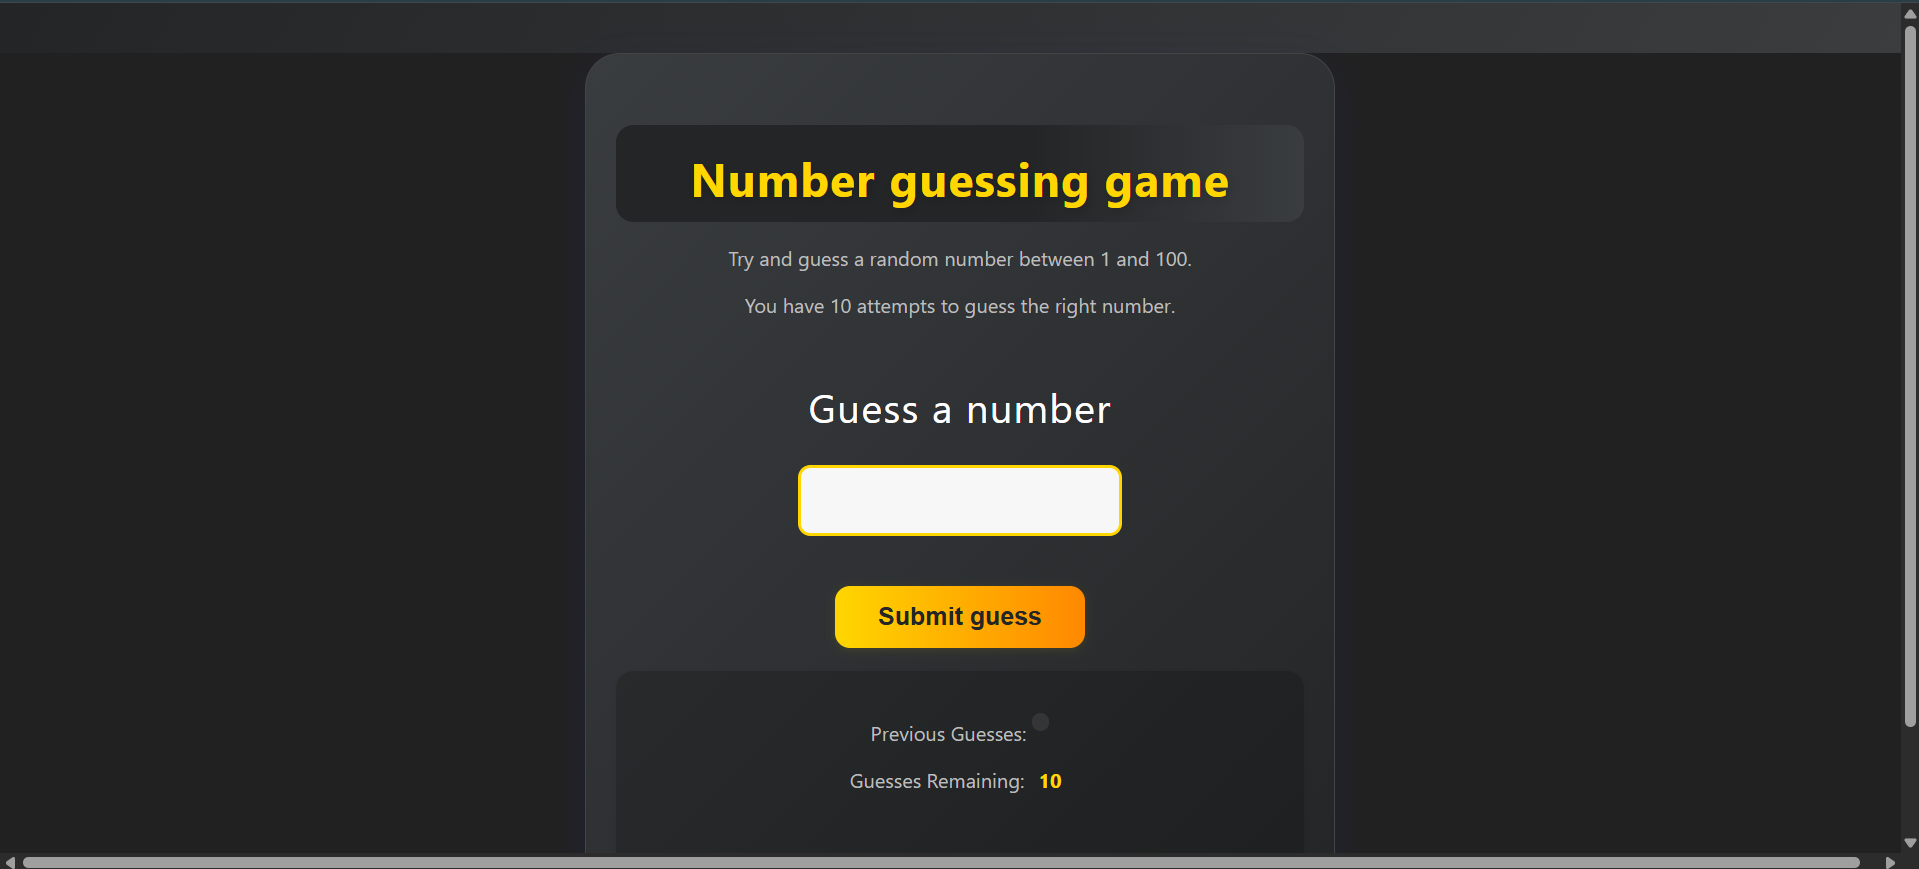 Number guessing game
Try and guess a random number between 1 and 100.
You have 10 attempts to guess the right number.
Guess a number
Submit guess
Previous Guesses:
Guesses Remaining: 10